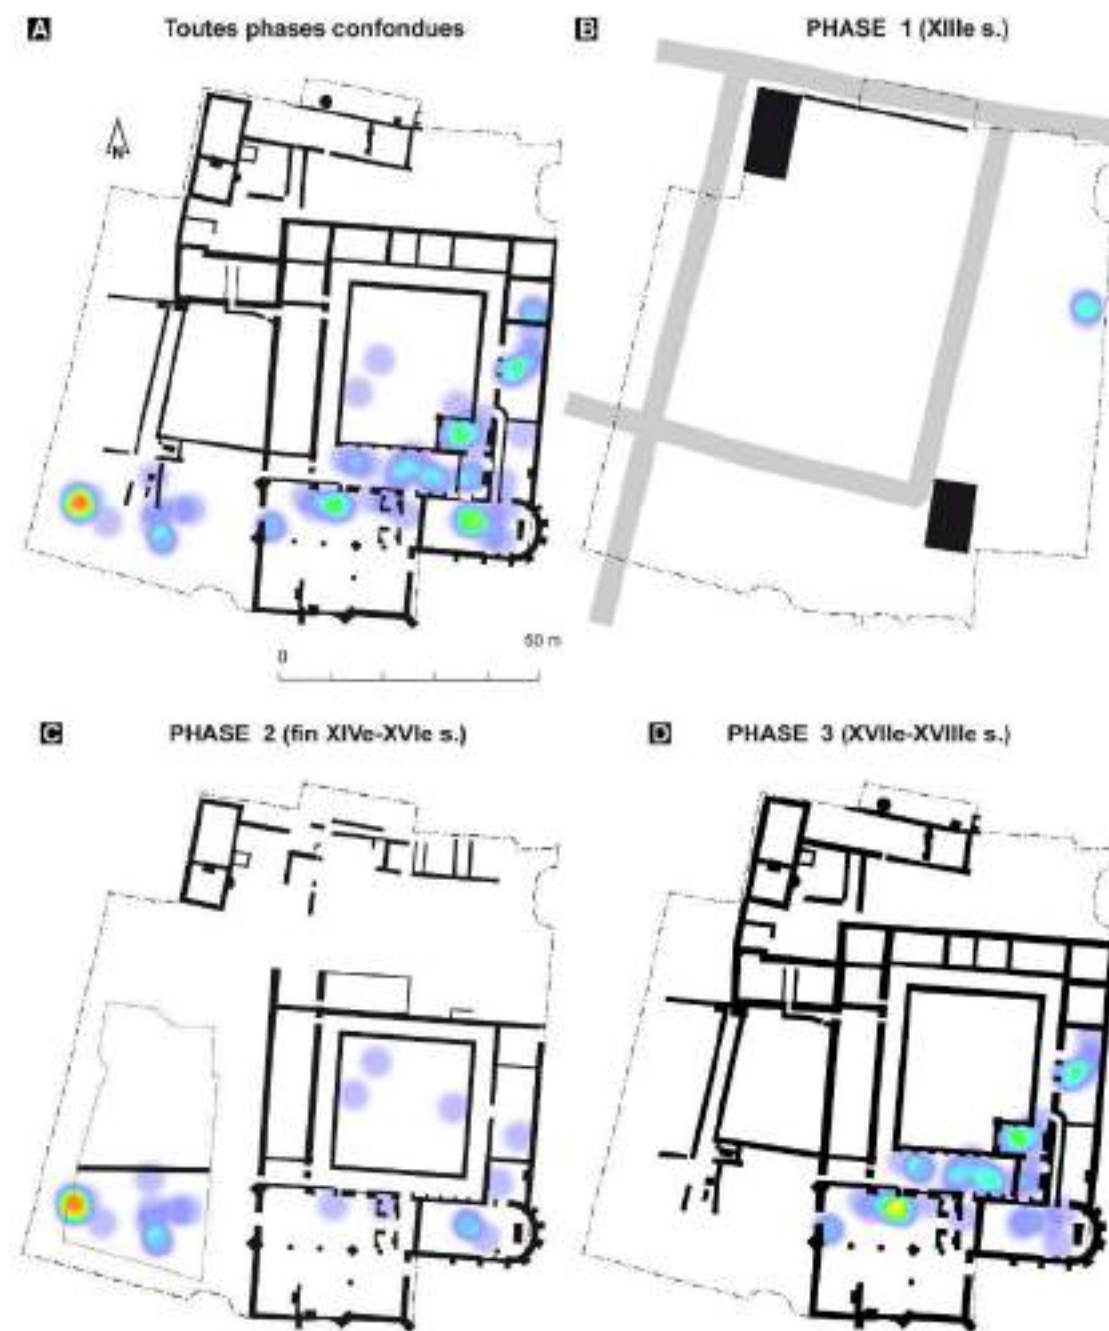 A Toutes phases confondues
B PHASE 1 (XIIIe s.)
N
0 50 m
C PHASE 2 (fin XIVe-XVIe s.)
D PHASE 3 (XVIIe-XVIIIe s.)